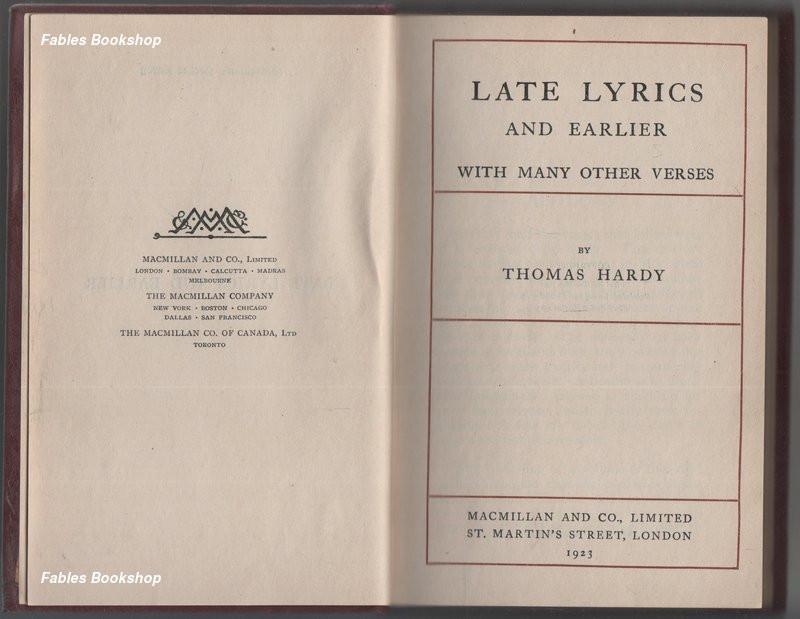 Fables Bookshop
MACMILLAN AND CO., LIMITED
LONDON • BOMBAY • CALCUTTA • MADRAS
MELBOURNE
THE MACMILLAN COMPANY
NEW YORK • BOSTON • CHICAGO
DALLAS • SAN FRANCISCO
THE MACMILLAN CO. OF CANADA, LTD
TORONTO
Fables Bookshop
LATE LYRICS
AND EARLIER
WITH MANY OTHER VERSES
BY
THOMAS HARDY
MACMILLAN AND CO., LIMITED
ST. MARTIN'S STREET, LONDON
1923